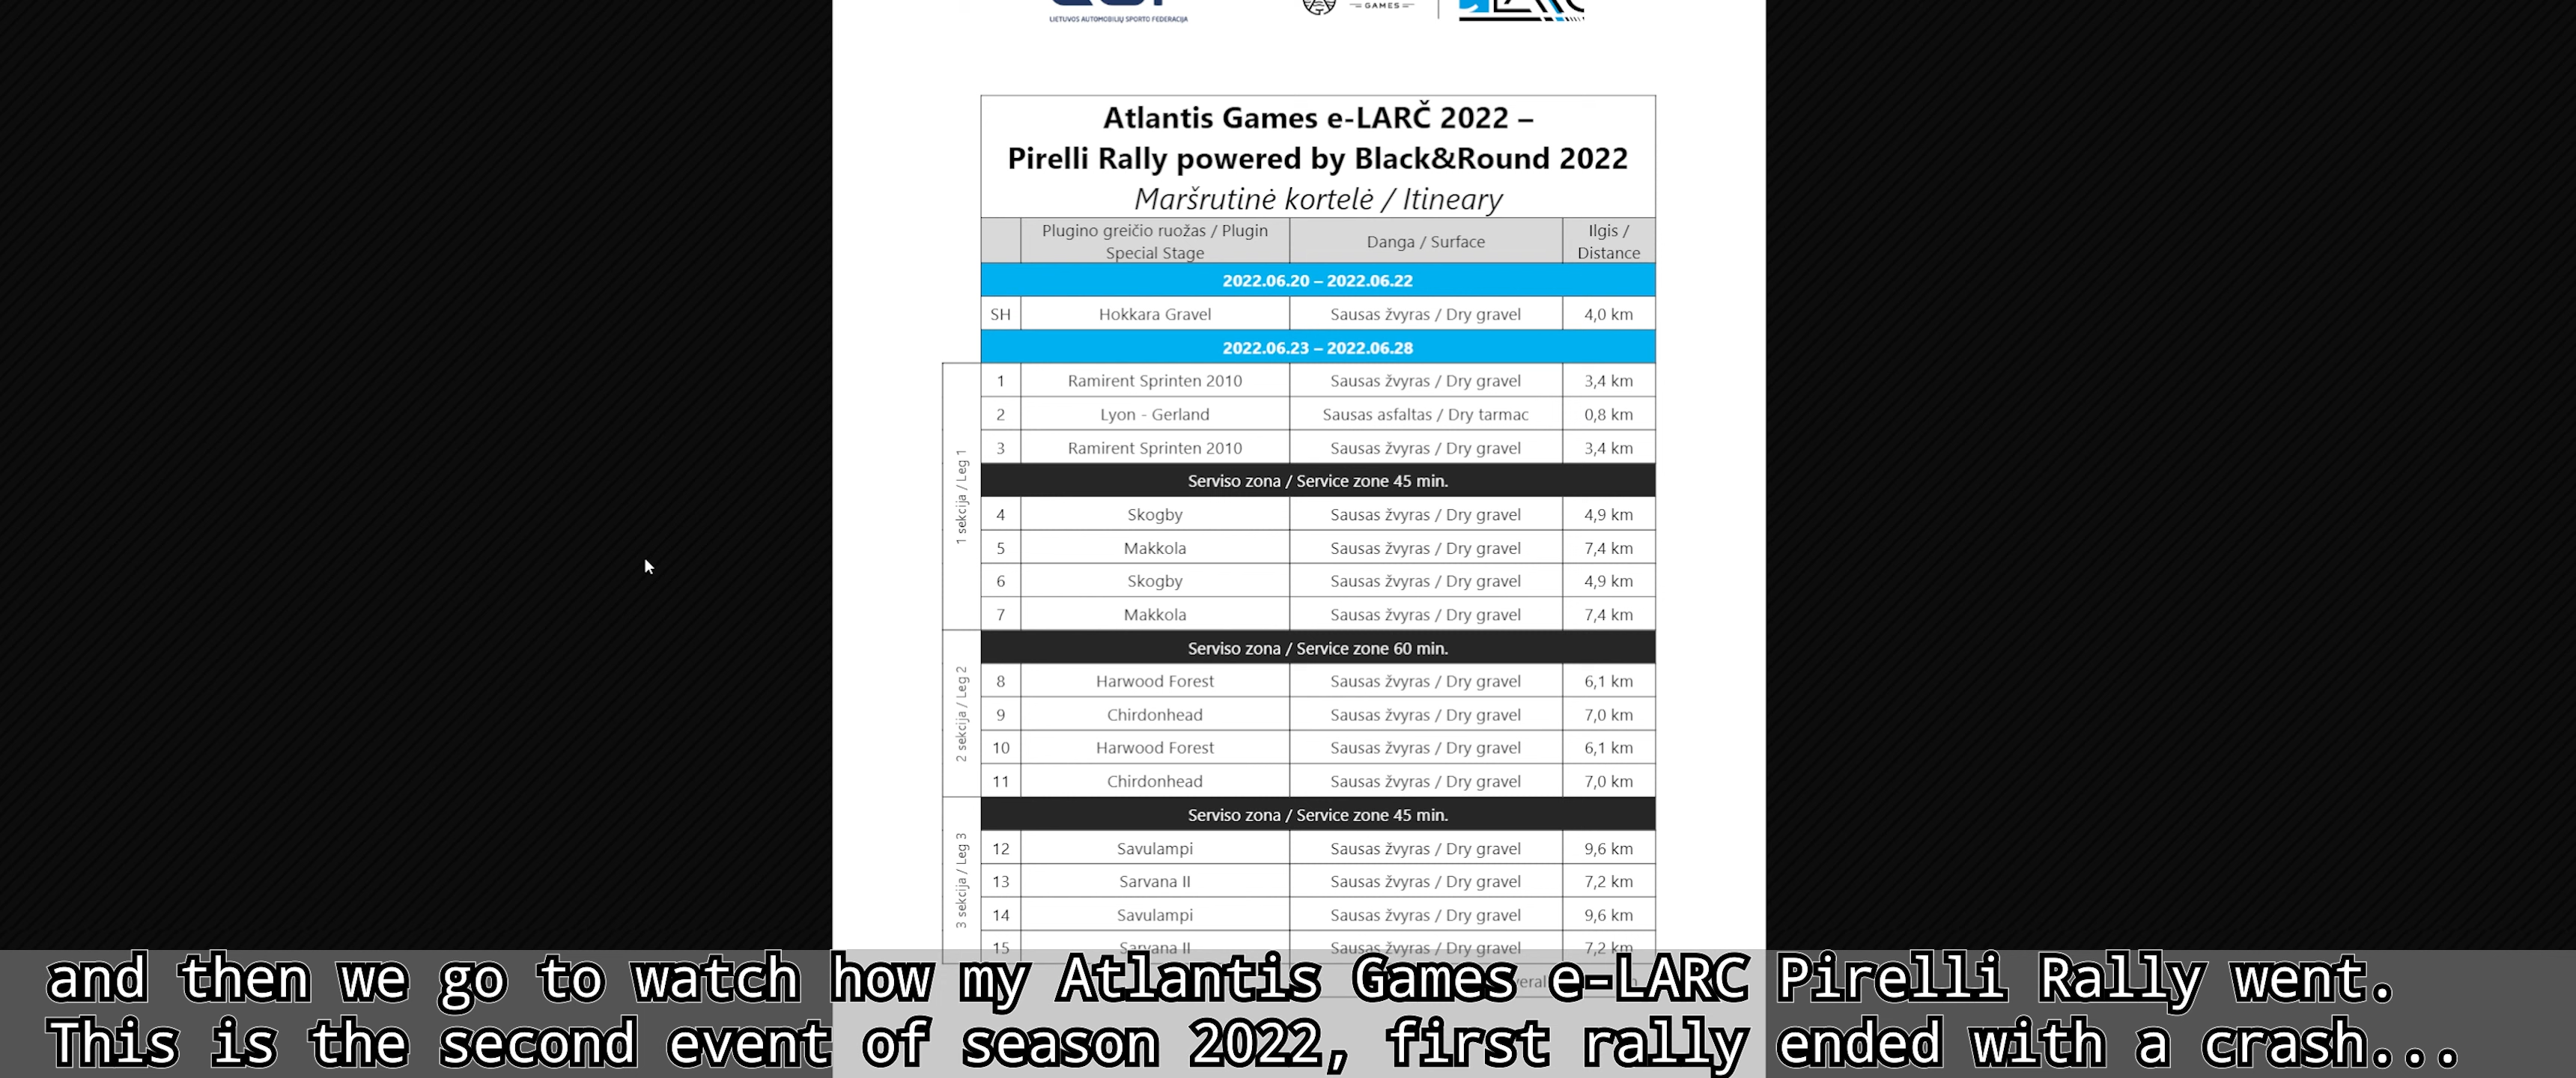 LIETUVOS AUTOMOBILIŲ SPORTO FEDERACIJA
GAMES
Atlantis Games e-LARČ 2022 –
Pirelli Rally powered by Black&Round 2022
Maršrutinė kortelė / Itineary
Plugino greičio ruožas / Plugin Special Stage Danga / Surface Ilgis / Distance
2022.06.20 – 2022.06.22
SH Hokkara Gravel Sausas žvyras / Dry gravel 4,0 km
2022.06.23 – 2022.06.28
1 sekcija / Leg 1
1 Ramirent Sprinten 2010 Sausas žvyras / Dry gravel 3,4 km
2 Lyon - Gerland Sausas asfaltas / Dry tarmac 0,8 km
3 Ramirent Sprinten 2010 Sausas žvyras / Dry gravel 3,4 km
Serviso zona / Service zone 45 min.
4 Skogby Sausas žvyras / Dry gravel 4,9 km
5 Makkola Sausas žvyras / Dry gravel 7,4 km
6 Skogby Sausas žvyras / Dry gravel 4,9 km
7 Makkola Sausas žvyras / Dry gravel 7,4 km
Serviso zona / Service zone 60 min.
2 sekcija / Leg 2
8 Harwood Forest Sausas žvyras / Dry gravel 6,1 km
9 Chirdonhead Sausas žvyras / Dry gravel 7,0 km
10 Harwood Forest Sausas žvyras / Dry gravel 6,1 km
11 Chirdonhead Sausas žvyras / Dry gravel 7,0 km
Serviso zona / Service zone 45 min.
3 sekcija / Leg 3
12 Savulampi Sausas žvyras / Dry gravel 9,6 km
13 Sarvana II Sausas žvyras / Dry gravel 7,2 km
14 Savulampi Sausas žvyras / Dry gravel 9,6 km
15 Sarvana II Sausas žvyras / Dry gravel 7,2 km
and then we go to watch how my Atlantis Games e-LARC Pirelli Rally went.
This is the second event of season 2022, first rally ended with a crash...